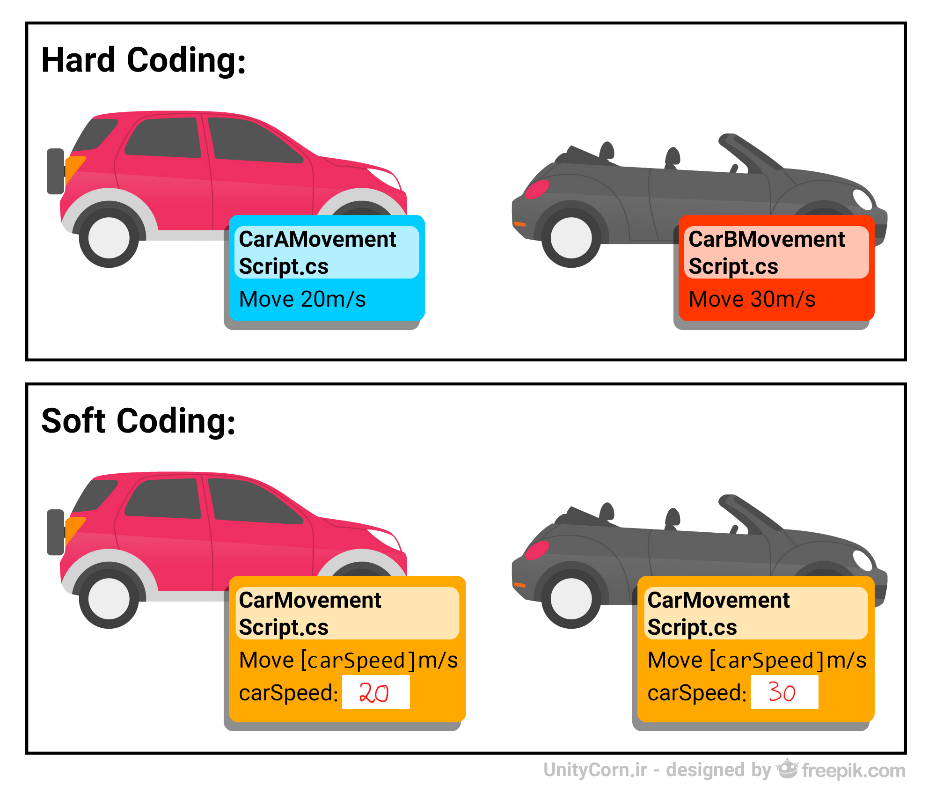 Hard Coding:
CarAMovement
Script.cs
Move 20m/s
CarBMovement
Script.cs
Move 30m/s
Soft Coding:
CarMovement
Script.cs
Move [carSpeed]m/s
carSpeed: 20
CarMovement
Script.cs
Move [carSpeed]m/s
carSpeed: 30
UnityCorn.ir - designed by freepik.com